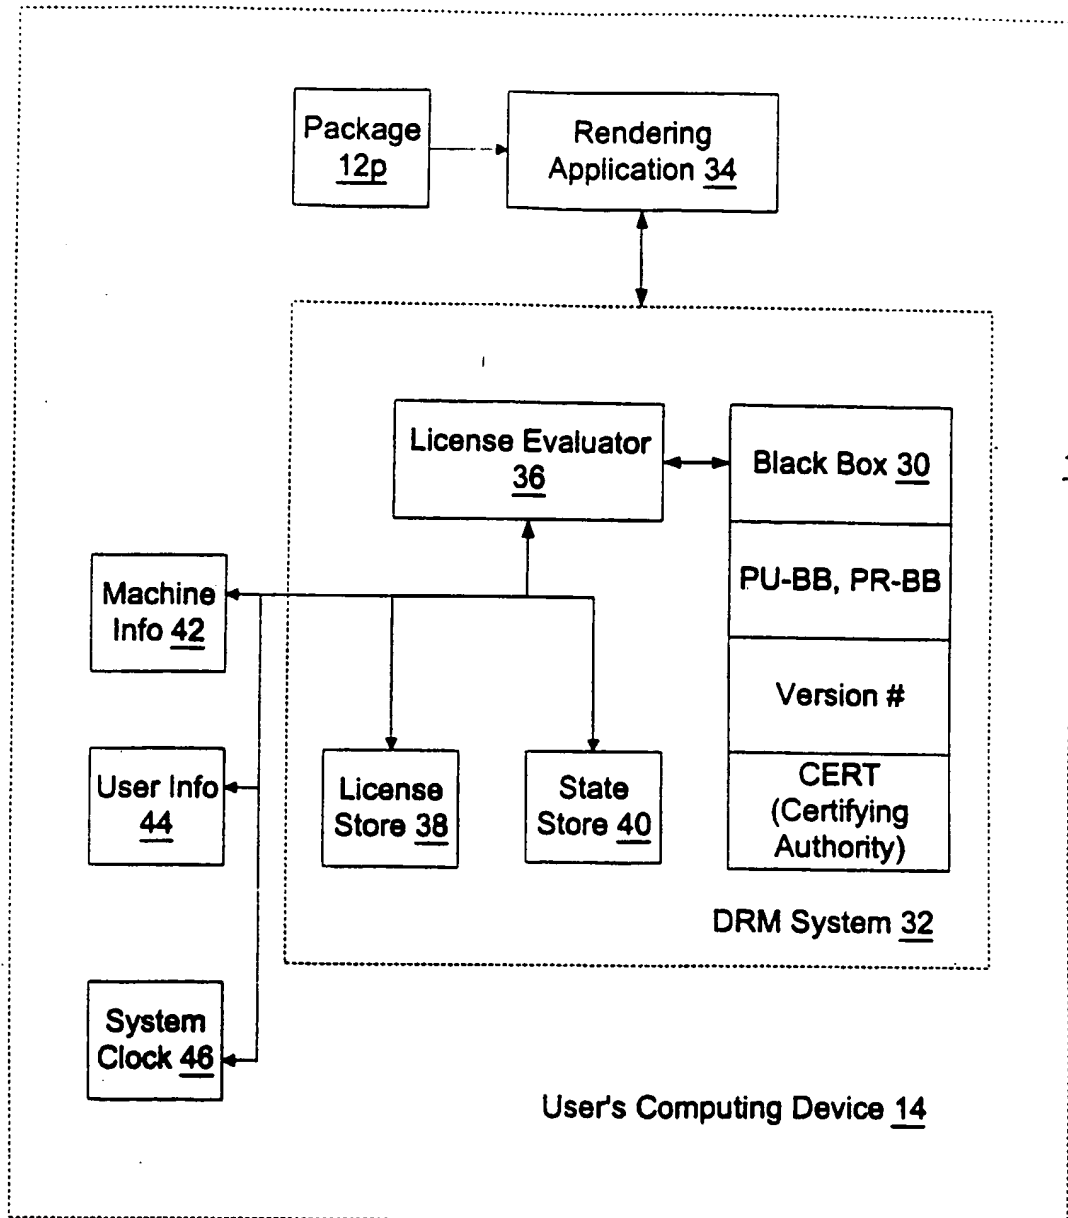 Package
12p
Rendering
Application 34
License Evaluator
36
Black Box 30
PU-BB, PR-BB
Version #
CERT
(Certifying
Authority)
Machine
Info 42
User Info
44
License
Store 38
State
Store 40
DRM System 32
System
Clock 46
User's Computing Device 14